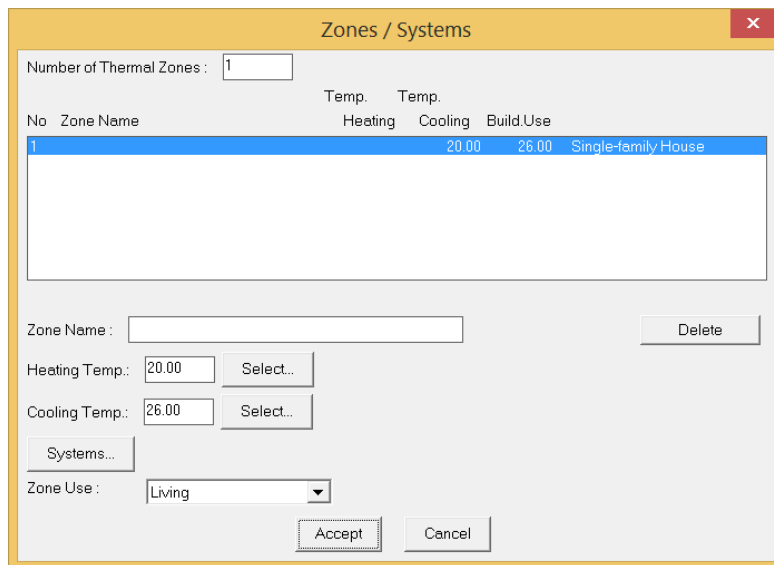 Zones / Systems
x
Number of Thermal Zones : 1
Temp. Temp.
No Zone Name Heating Cooling Build.Use
1 20.00 26.00 Single-family House
Zone Name : Delete
Heating Temp.: 20.00 Select...
Cooling Temp.: 26.00 Select...
Systems...
Zone Use : Living
Accept Cancel